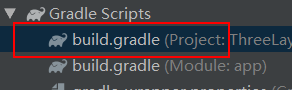 Gradle Scripts
build.gradle (Project: ThreeLay
build.gradle (Module: app)